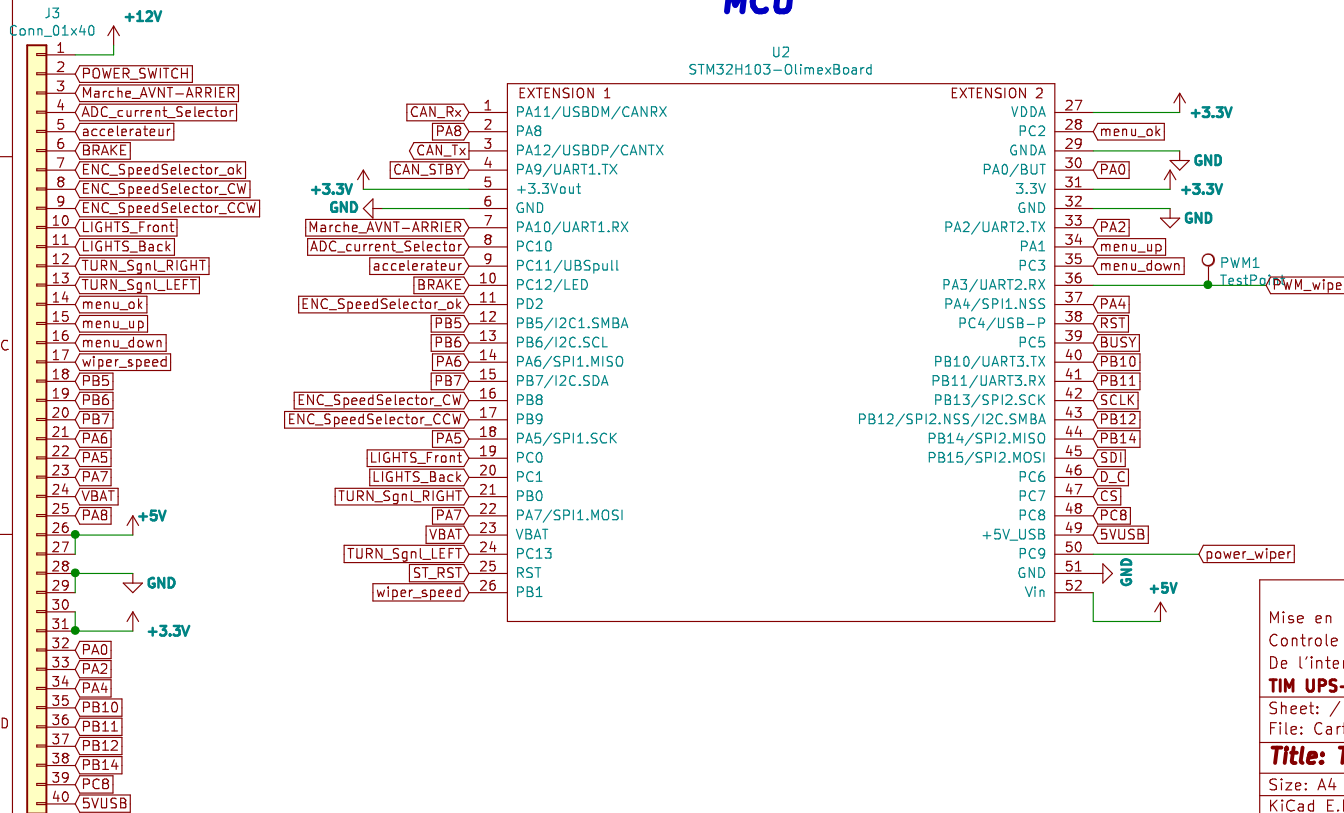 MCU
J3
Conn_01x40
+12V
1
2 POWER_SWITCH
3 Marche_AVNT-ARRIER
4 ADC_current_Selector
5 accelerateur
6 BRAKE
7 ENC_SpeedSelector_ok
8 ENC_SpeedSelector_CW
9 ENC_SpeedSelector_CCW
10 LIGHTS_Front
11 LIGHTS_Back
12 TURN_Sgnl_RIGHT
13 TURN_Sgnl_LEFT
14 menu_ok
15 menu_up
16 menu_down
17 wiper_speed
18 PB5
19 PB6
20 PB7
21 PA6
22 PA5
23 PA7
24 VBAT
25 PA8
26 +5V
27
28 GND
29
30
31 +3.3V
32 PA0
33 PA2
34 PA4
35 PB10
36 PB11
37 PB12
38 PB14
39 PC8
40 5VUSB
C
D
U2
STM32H103-OlimexBoard
EXTENSION 1
CAN_Rx 1 PA11/USBDM/CANRX
PA8 2 PA8
CAN_Tx 3 PA12/USBDP/CANTX
CAN_STBY 4 PA9/UART1.TX
+3.3V 5 +3.3Vout
GND 6 GND
Marche_AVNT-ARRIER 7 PA10/UART1.RX
ADC_current_Selector 8 PC10
accelerateur 9 PC11/UBSpull
BRAKE 10 PC12/LED
ENC_SpeedSelector_ok 11 PD2
PB5 12 PB5/I2C1.SMBA
PB6 13 PB6/I2C.SCL
PA6 14 PA6/SPI1.MISO
PB7 15 PB7/I2C.SDA
ENC_SpeedSelector_CW 16 PB8
ENC_SpeedSelector_CCW 17 PB9
PA5 18 PA5/SPI1.SCK
LIGHTS_Front 19 PC0
LIGHTS_Back 20 PC1
TURN_Sgnl_RIGHT 21 PB0
PA7 22 PA7/SPI1.MOSI
VBAT 23 VBAT
TURN_Sgnl_LEFT 24 PC13
ST_RST 25 RST
wiper_speed 26 PB1
EXTENSION 2
VDDA 27 +3.3V
PC2 28 menu_ok
GNDA 29 GND
PA0/BUT 30 PA0
3.3V 31 +3.3V
GND 32 GND
PA2/UART2.TX 33 PA2
PA1 34 menu_up
PC3 35 menu_down
PWM1
TestPoint
PA3/UART2.RX 36 PWM_wipe
PA4/SPI1.NSS 37 PA4
PC4/USB-P 38 RST
PC5 39 BUSY
PB10/UART3.TX 40 PB10
PB11/UART3.RX 41 PB11
PB13/SPI2.SCK 42 SCLK
PB12/SPI2.NSS/I2C.SMBA 43 PB12
PB14/SPI2.MISO 44 PB14
PB15/SPI2.MOSI 45 SDI
PC6 46 D_C
PC7 47 CS
PC8 48 PC8
+5V_USB 49 5VUSB
PC9 50 power_wiper
GND 51 GND
Vin 52 +5V
Mise en
Controle
De l'inte
TIM UPS-
Sheet: /
File: Car
Title: T
Size: A4
KiCad E.